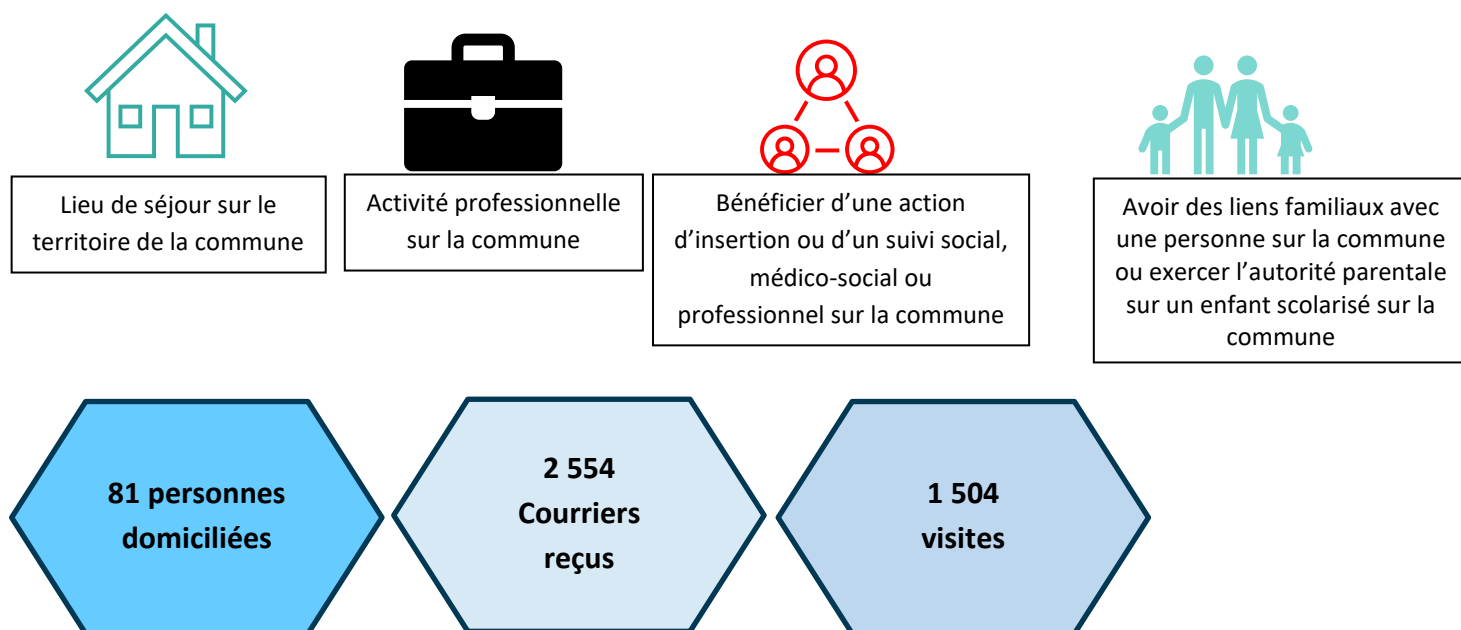 Lieu de séjour sur le
territoire de la commune
Activité professionnelle
sur la commune
Bénéficier d’une action
d’insertion ou d’un suivi social,
médico-social ou
professionnel sur la commune
Avoir des liens familiaux avec
une personne sur la commune
ou exercer l’autorité parentale
sur un enfant scolarisé sur la
commune
81 personnes
domiciliées
2 554
Courriers
reçus
1 504
visites